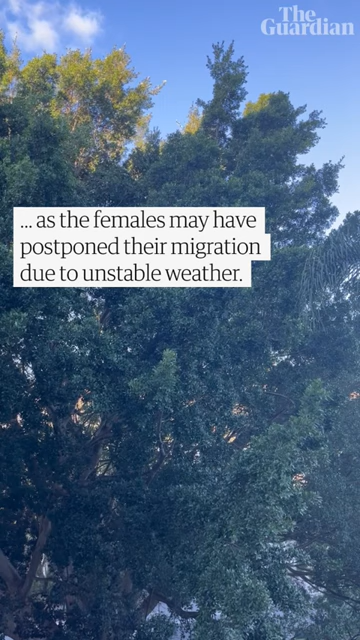 The
Guardian
... as the females may have
postponed their migration
due to unstable weather.